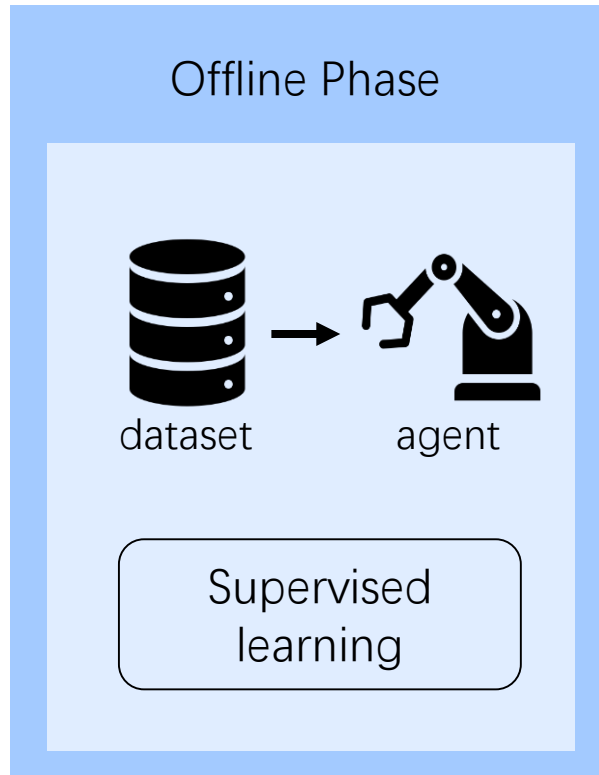 Offline Phase
dataset
agent
Supervised
learning